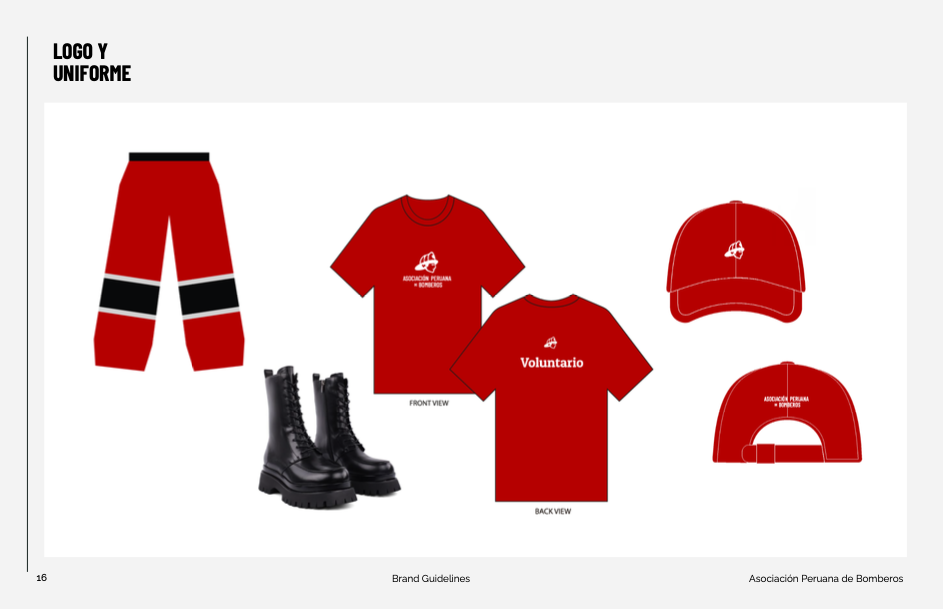 LOGO Y
UNIFORME
ASOCIACIÓN PERUANA
DE BOMBEROS
FRONT VIEW
Voluntario
BACK VIEW
ASOCIACIÓN PERUANA
DE BOMBEROS
16
Brand Guidelines
Asociación Peruana de Bomberos